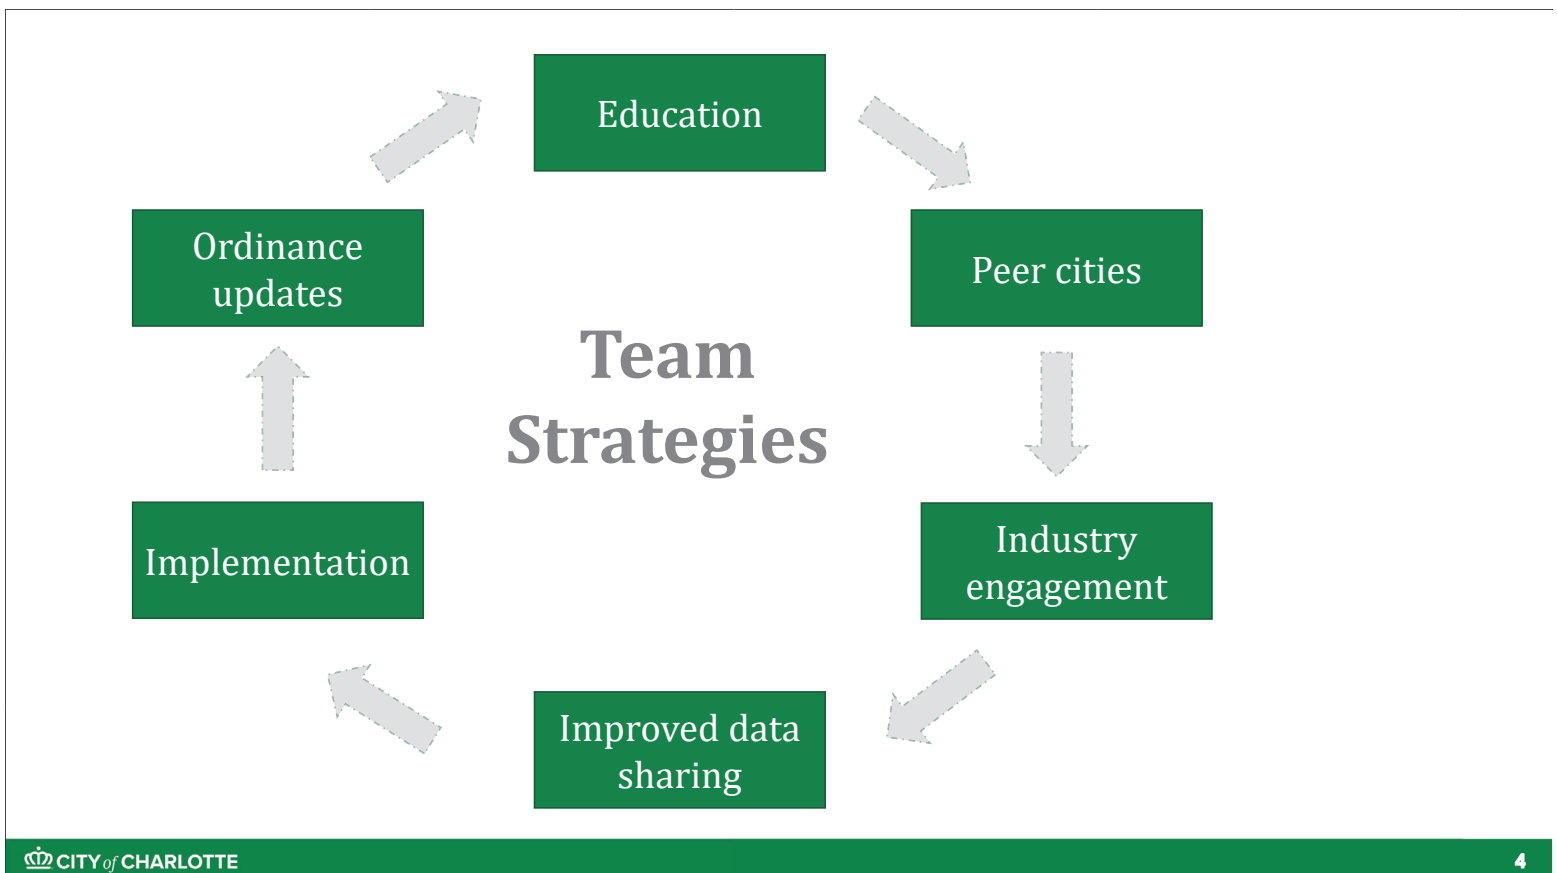 Education
Peer cities
Industry
engagement
Improved data
sharing
Implementation
Ordinance
updates
Team
Strategies
CITY of CHARLOTTE
4